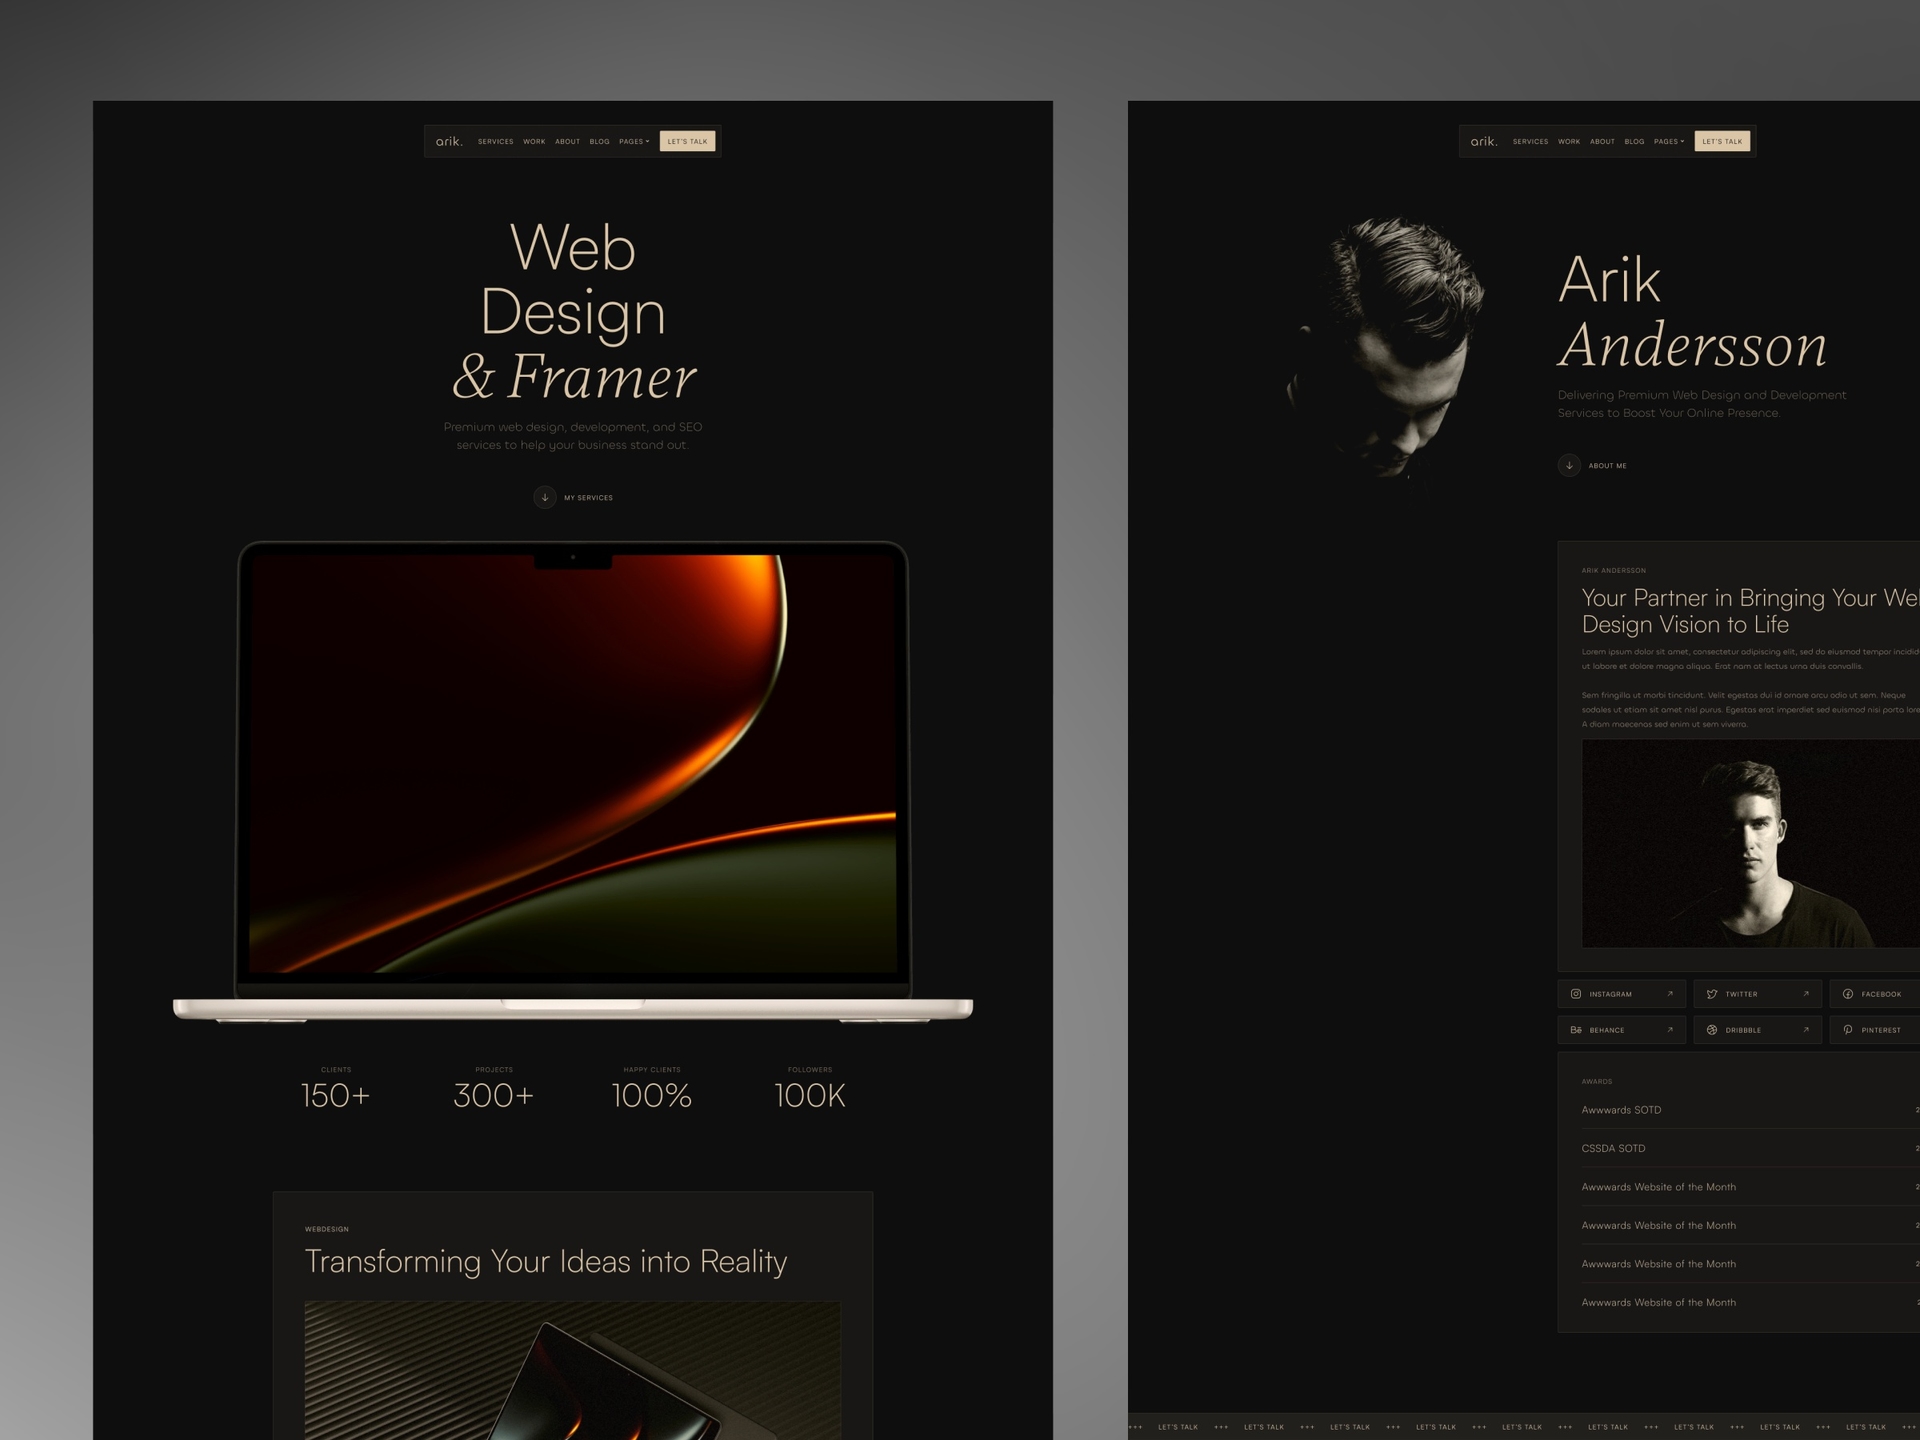 arik. SERVICES WORK ABOUT BLOG PAGES LET'S TALK
Web
Design
& Framer
Premium web design, development, and SEO
services to help your business stand out.
MY SERVICES
CLIENTS PROJECTS HAPPY CLIENTS FOLLOWERS
150+ 300+ 100% 100K
WEBDESIGN
Transforming Your Ideas into Reality
arik. SERVICES WORK ABOUT BLOG PAGES LET'S TALK
Arik
Andersson
Delivering Premium Web Design and Development
Services to Boost Your Online Presence.
ABOUT ME
ARIK ANDERSSON
Your Partner in Bringing Your We
Design Vision to Life
Lorem ipsum dolor sit amet, consectetur adipiscing elit, sed do eiusmod tempor incidid
ut labore et dolore magna aliqua. Erat nam at lectus urna duis convallis.
Sem fringilla ut morbi tincidunt. Velit egestas dui id ornare arcu odio ut sem. Neque
sodales ut etiam sit amet nisl purus. Egestas erat imperdiet sed euismod nisi porta lore
A diam maecenas sed enim ut sem viverra.
INSTAGRAM TWITTER FACEBOOK
Bē BEHANCE DRIBBBLE PINTEREST
AWARDS
Awwwards SOTD 2
CSSDA SOTD 2
Awwwards Website of the Month 2
Awwwards Website of the Month 2
Awwwards Website of the Month 2
Awwwards Website of the Month 2
+++ LET'S TALK +++ LET'S TALK +++ LET'S TALK +++ LET'S TALK +++ LET'S TALK +++ LET'S TALK +++ LET'S TALK +++ LET'S TALK +++ LET'S TALK +++